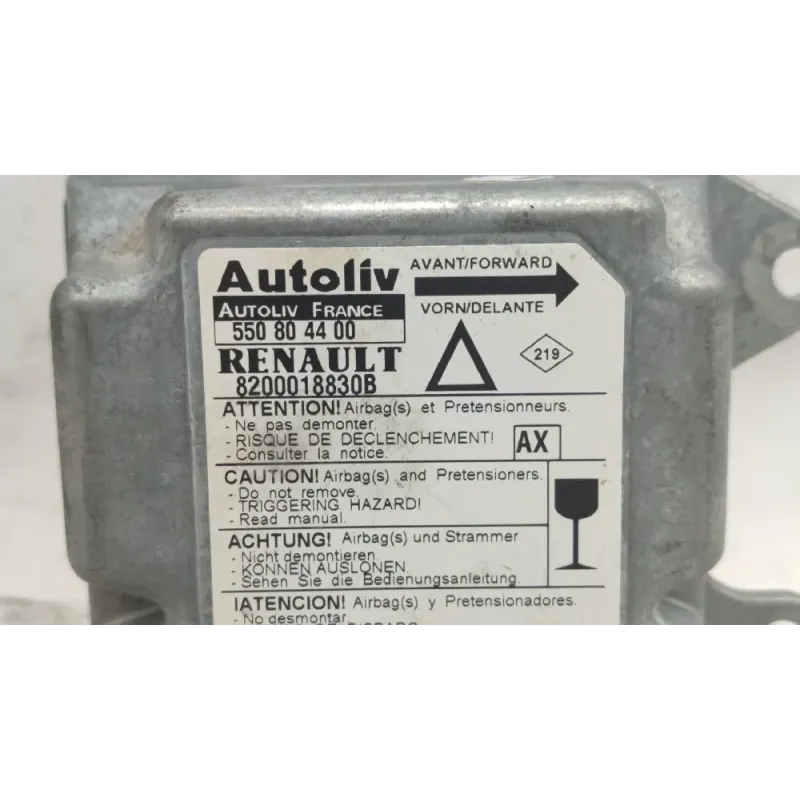 Autoliv
AVANT/FORWARD
AUTOLIV FRANCE
VORN/DELANTE
550 80 44 00
RENAULT
219
8200018830B
ATTENTION! Airbag(s) et Pretensionneurs.
- Ne pas demonter.
- RISQUE DE DECLENCHEMENT!
- Consulter la notice.
AX
CAUTION! Airbag(s) and Pretensioners.
- Do not remove.
- TRIGGERING HAZARD!
- Read manual.
ACHTUNG! Airbag(s) und Strammer
- Nicht demontieren.
- KONNEN AUSLONEN.
- Sehen Sie die Bedienungsanleitung.
IATENCION! Airbag(s) y Pretensionadores.
- No desmontar.